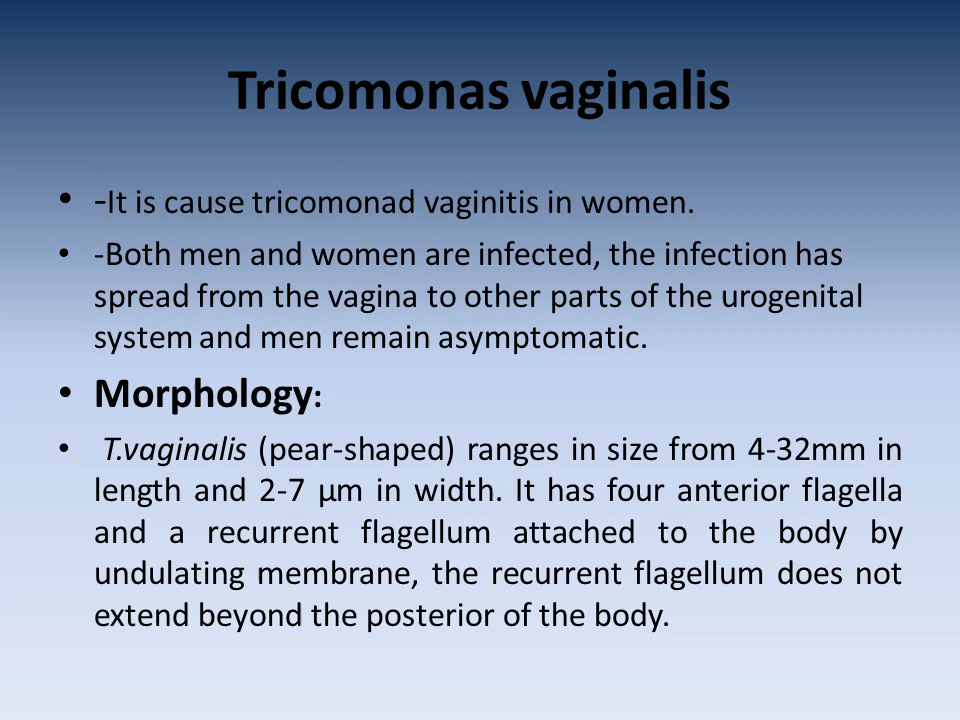 Tricomonas vaginalis
• -It is cause tricomonad vaginitis in women.
• -Both men and women are infected, the infection has
spread from the vagina to other parts of the urogenital
system and men remain asymptomatic.
• Morphology:
• T.vaginalis (pear-shaped) ranges in size from 4-32mm in
length and 2-7 µm in width. It has four anterior flagella
and a recurrent flagellum attached to the body by
undulating membrane, the recurrent flagellum does not
extend beyond the posterior of the body.